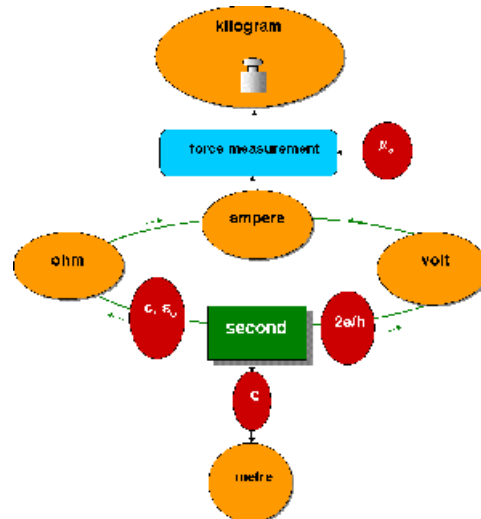 kilogram
force measurement
μ₀
ampere
ohm
volt
c, ε₀
second
2e/h
c
metre